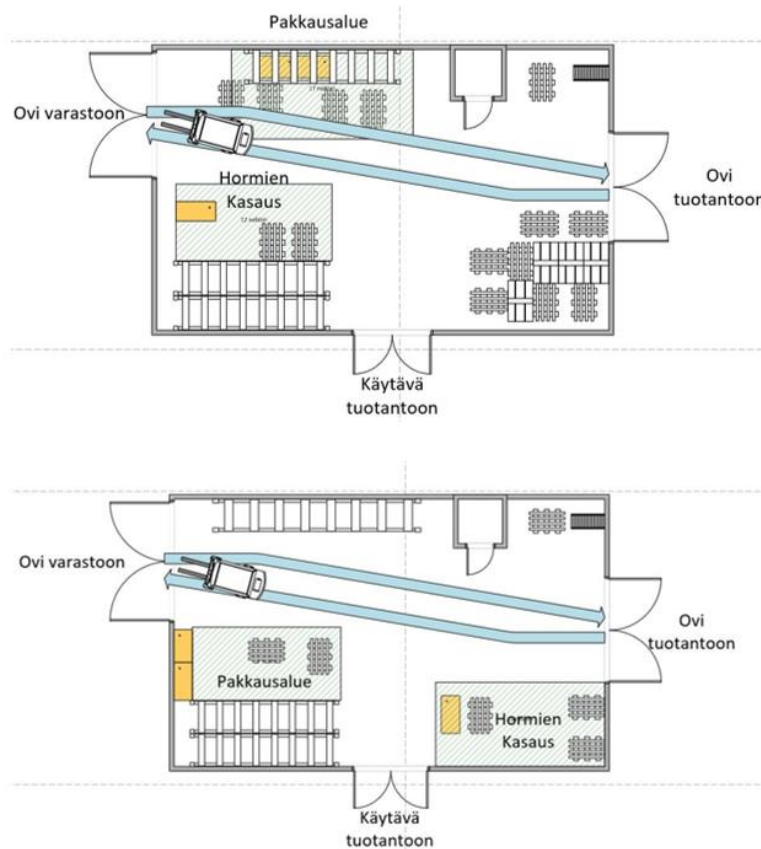 Pakkausalue
Ovi varastoon
Hormien
Kasaus
Ovi
tuotantoon
Käytävä
tuotantoon
Ovi varastoon
Pakkausalue
Hormien
Kasaus
Ovi
tuotantoon
Käytävä
tuotantoon